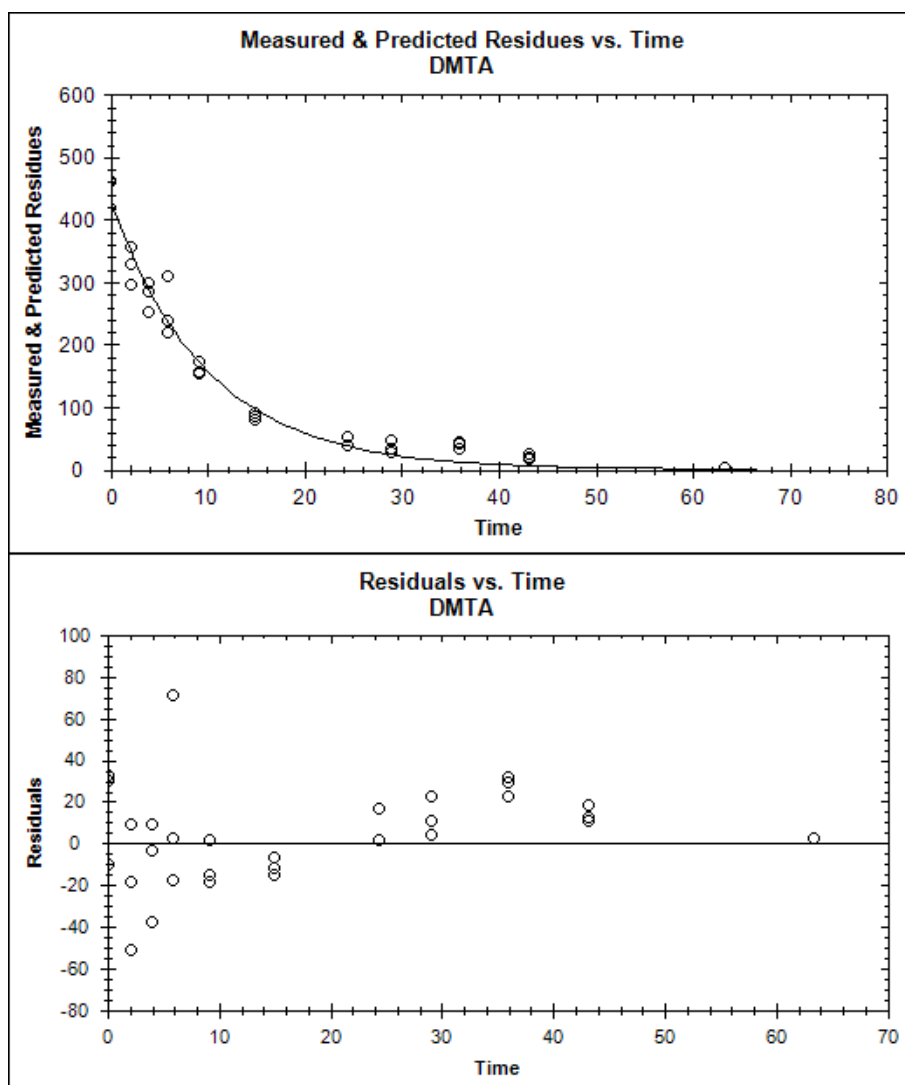 Measured & Predicted Residues vs. Time
DMTA
Measured & Predicted Residues
600
500
400
300
200
100
0
0 10 20 30 40 50 60 70 80
Time
Residuals vs. Time
DMTA
Residuals
100
80
60
40
20
0
-20
-40
-60
-80
0 10 20 30 40 50 60 70
Time